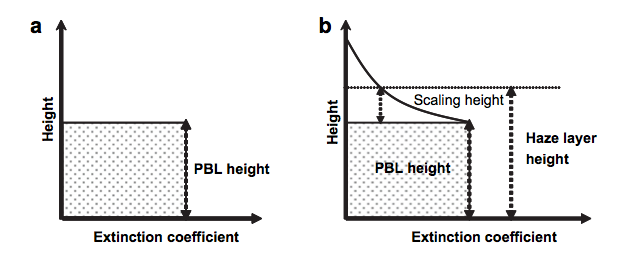 a
Height
PBL height
Extinction coefficient
b
Height
Scaling height
PBL height
Haze layer
height
Extinction coefficient